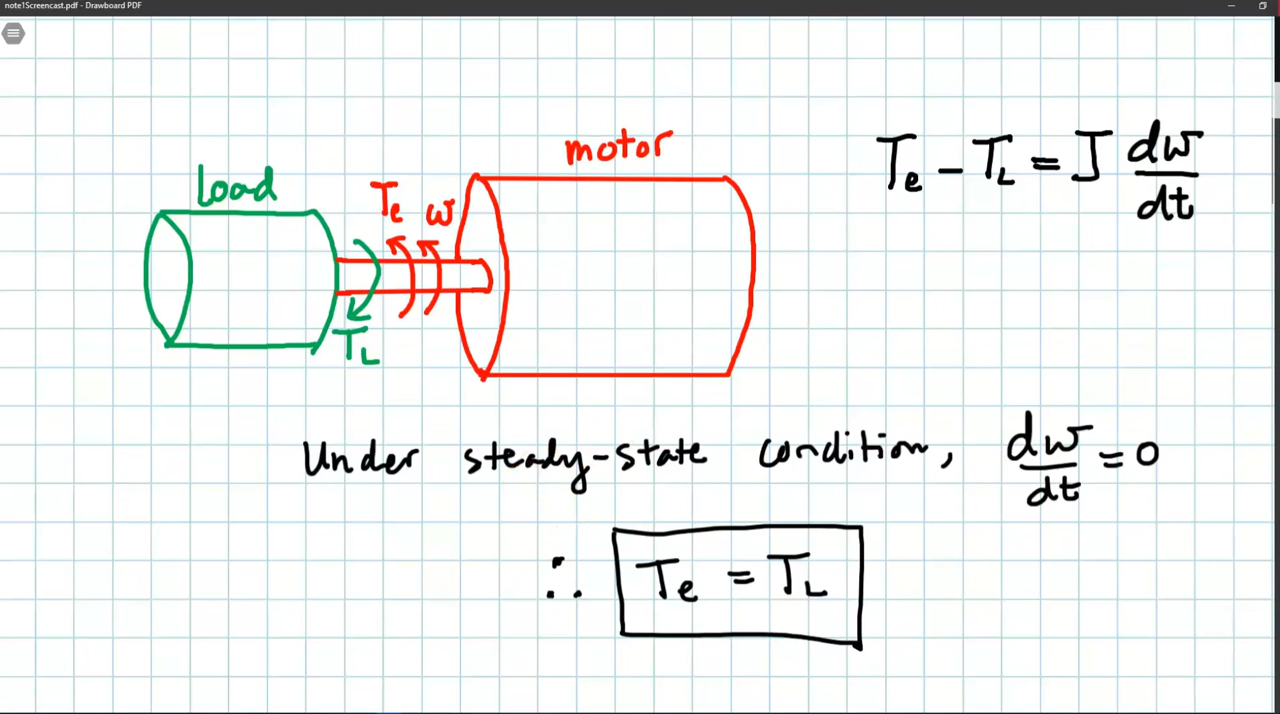 note1Screencast.pdf - Drawboard PDF
motor
Load
Te
ω
TL
Te - TL = J dω/dt
Under steady-state condition, dω/dt = 0
∴ Te = TL